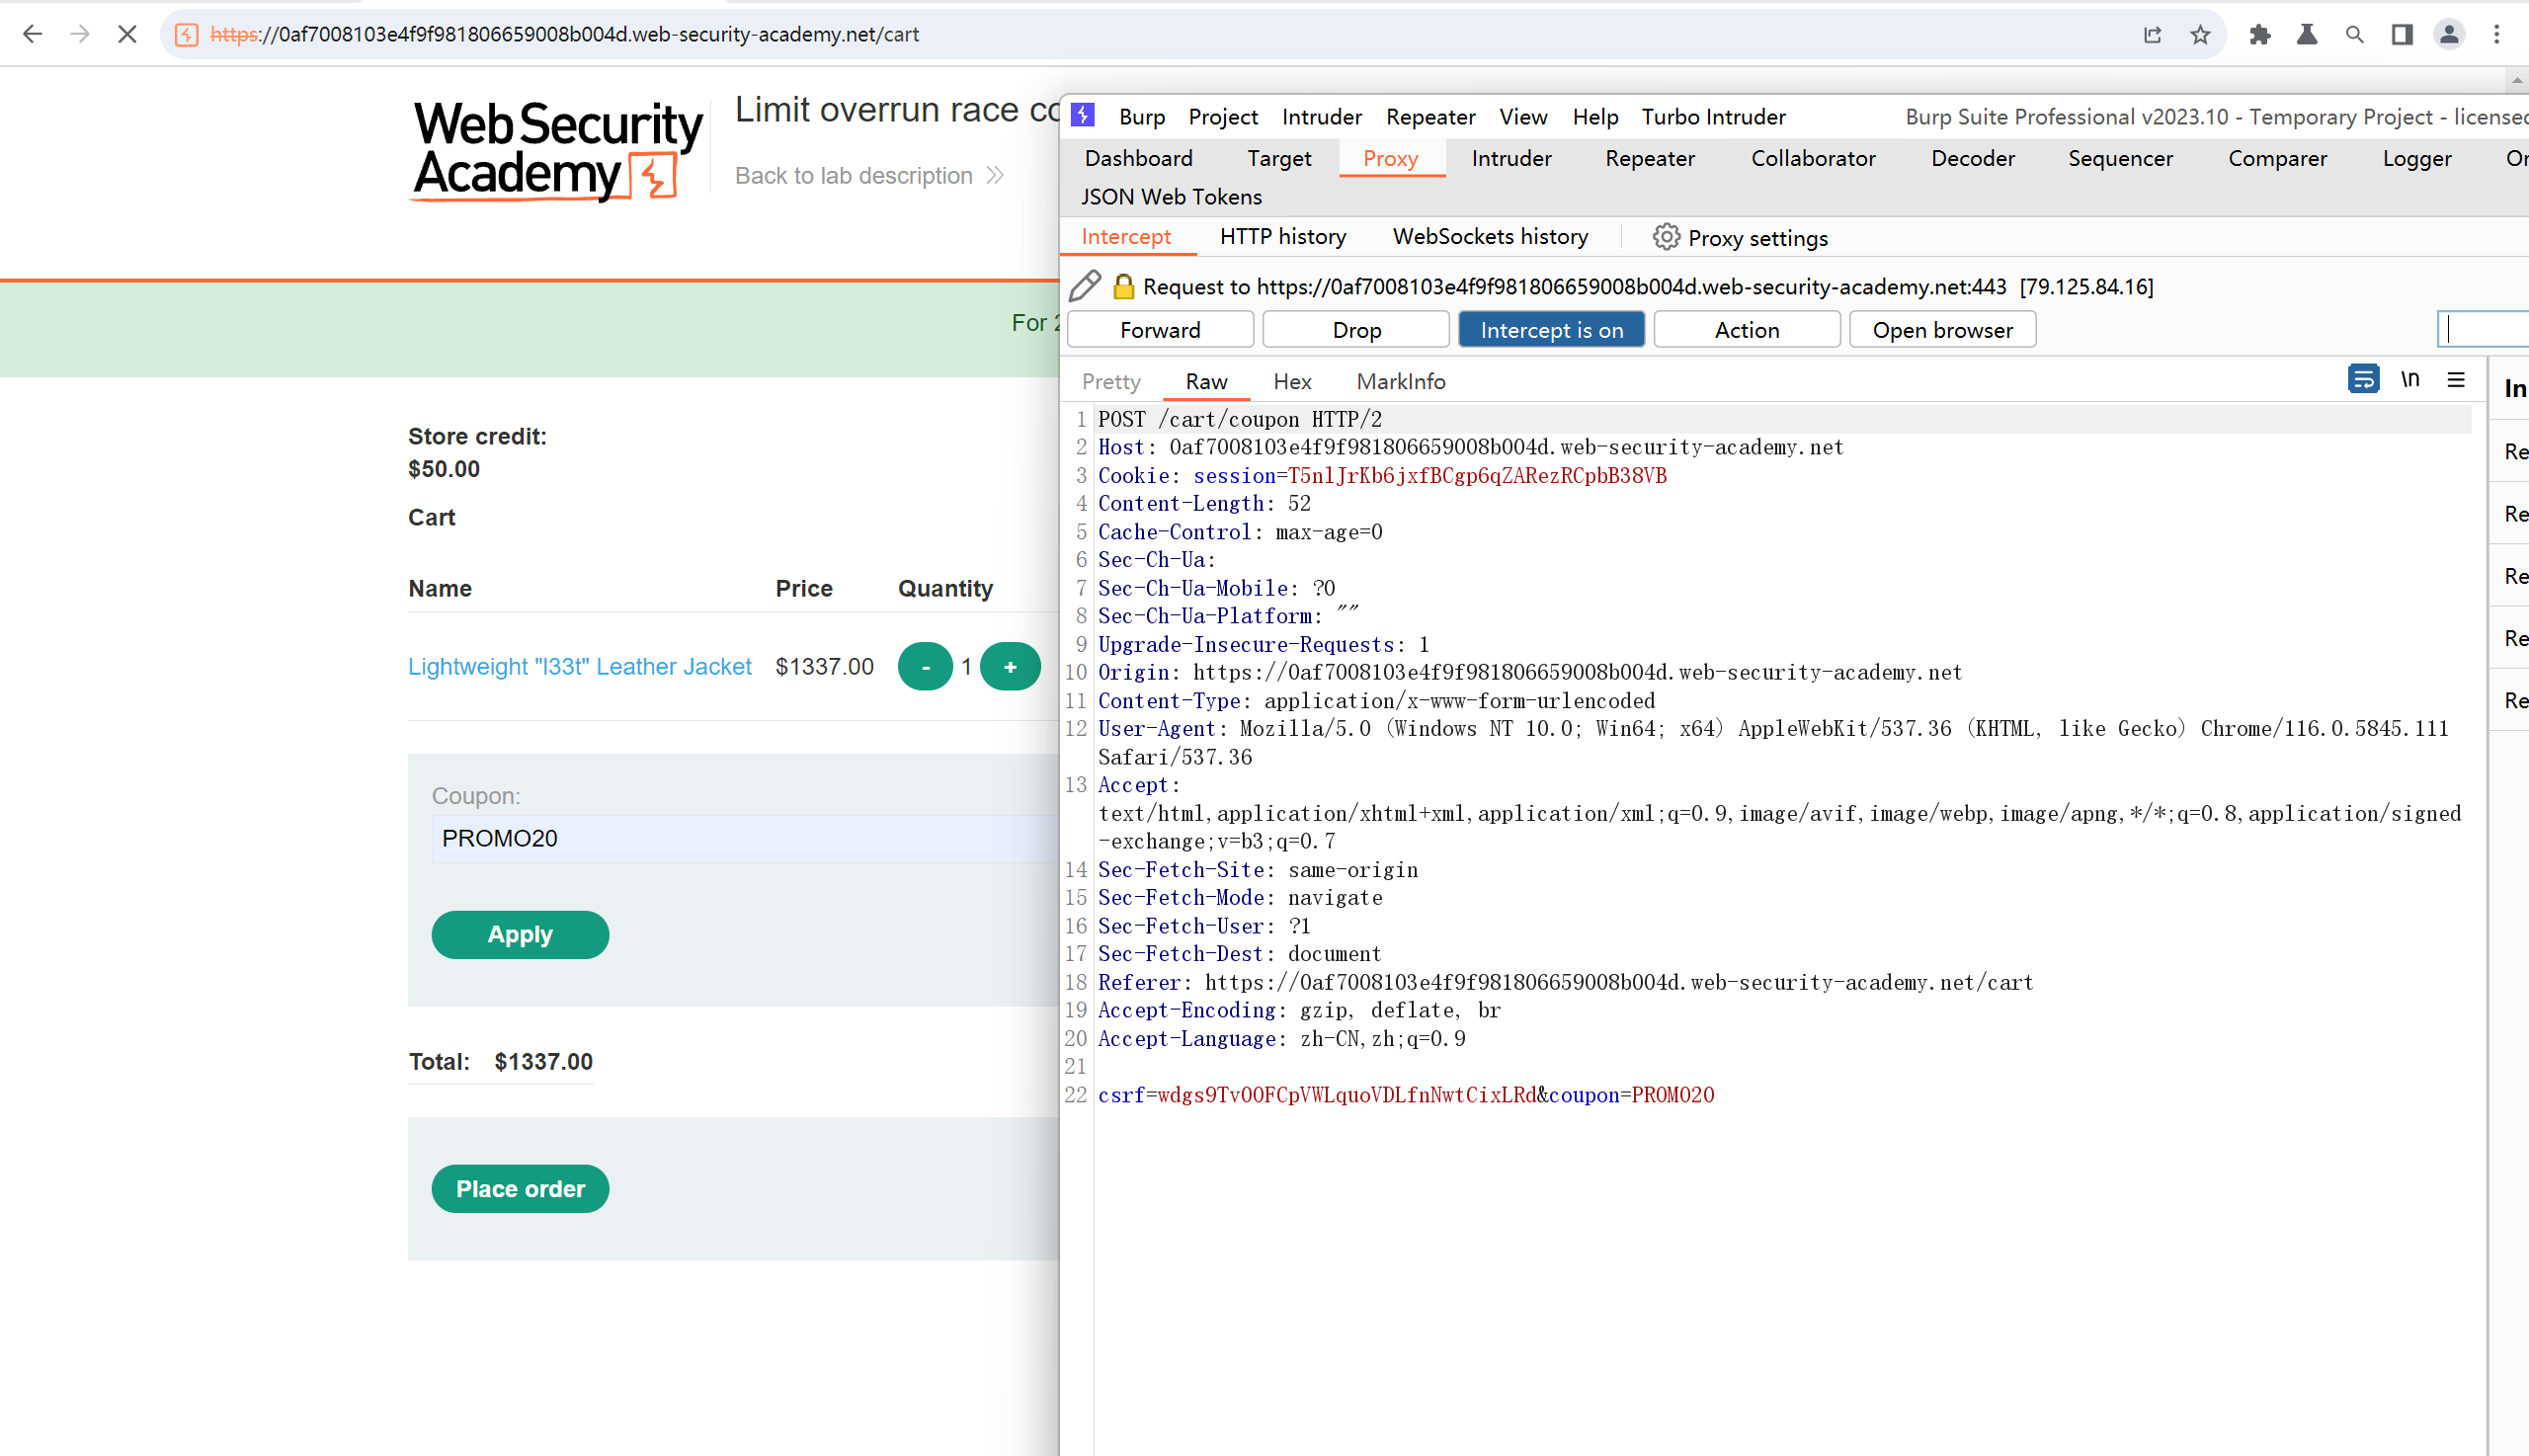 https://0af7008103e4f9f981806659008b004d.web-security-academy.net/cart
Web Security
Academy
Limit overrun race co
Back to lab description
For 2
Store credit:
$50.00
Cart
Name Price Quantity
Lightweight "l33t" Leather Jacket $1337.00 - 1 +
Coupon:
PROMO20
Apply
Total: $1337.00
Place order
Burp Project Intruder Repeater View Help Turbo Intruder Burp Suite Professional v2023.10 - Temporary Project - licensed
Dashboard Target Proxy Intruder Repeater Collaborator Decoder Sequencer Comparer Logger Or
JSON Web Tokens
Intercept HTTP history WebSockets history Proxy settings
Request to https://0af7008103e4f9f981806659008b004d.web-security-academy.net:443 [79.125.84.16]
Forward Drop Intercept is on Action Open browser
Pretty Raw Hex MarkInfo \n
1 POST /cart/coupon HTTP/2
2 Host: 0af7008103e4f9f981806659008b004d.web-security-academy.net
3 Cookie: session=T5nlJrKb6jxfBCgp6qZARezRCpbB38VB
4 Content-Length: 52
5 Cache-Control: max-age=0
6 Sec-Ch-Ua:
7 Sec-Ch-Ua-Mobile: ?0
8 Sec-Ch-Ua-Platform: ""
9 Upgrade-Insecure-Requests: 1
10 Origin: https://0af7008103e4f9f981806659008b004d.web-security-academy.net
11 Content-Type: application/x-www-form-urlencoded
12 User-Agent: Mozilla/5.0 (Windows NT 10.0; Win64; x64) AppleWebKit/537.36 (KHTML, like Gecko) Chrome/116.0.5845.111
Safari/537.36
13 Accept:
text/html,application/xhtml+xml,application/xml;q=0.9,image/avif,image/webp,image/apng,*/*;q=0.8,application/signed
-exchange;v=b3;q=0.7
14 Sec-Fetch-Site: same-origin
15 Sec-Fetch-Mode: navigate
16 Sec-Fetch-User: ?1
17 Sec-Fetch-Dest: document
18 Referer: https://0af7008103e4f9f981806659008b004d.web-security-academy.net/cart
19 Accept-Encoding: gzip, deflate, br
20 Accept-Language: zh-CN,zh;q=0.9
21
22 csrf=wdgs9TvOOFCpVWLquoVDLfnNwtCixLRd&coupon=PROMO20
In
Re
Re
Re
Re
Re